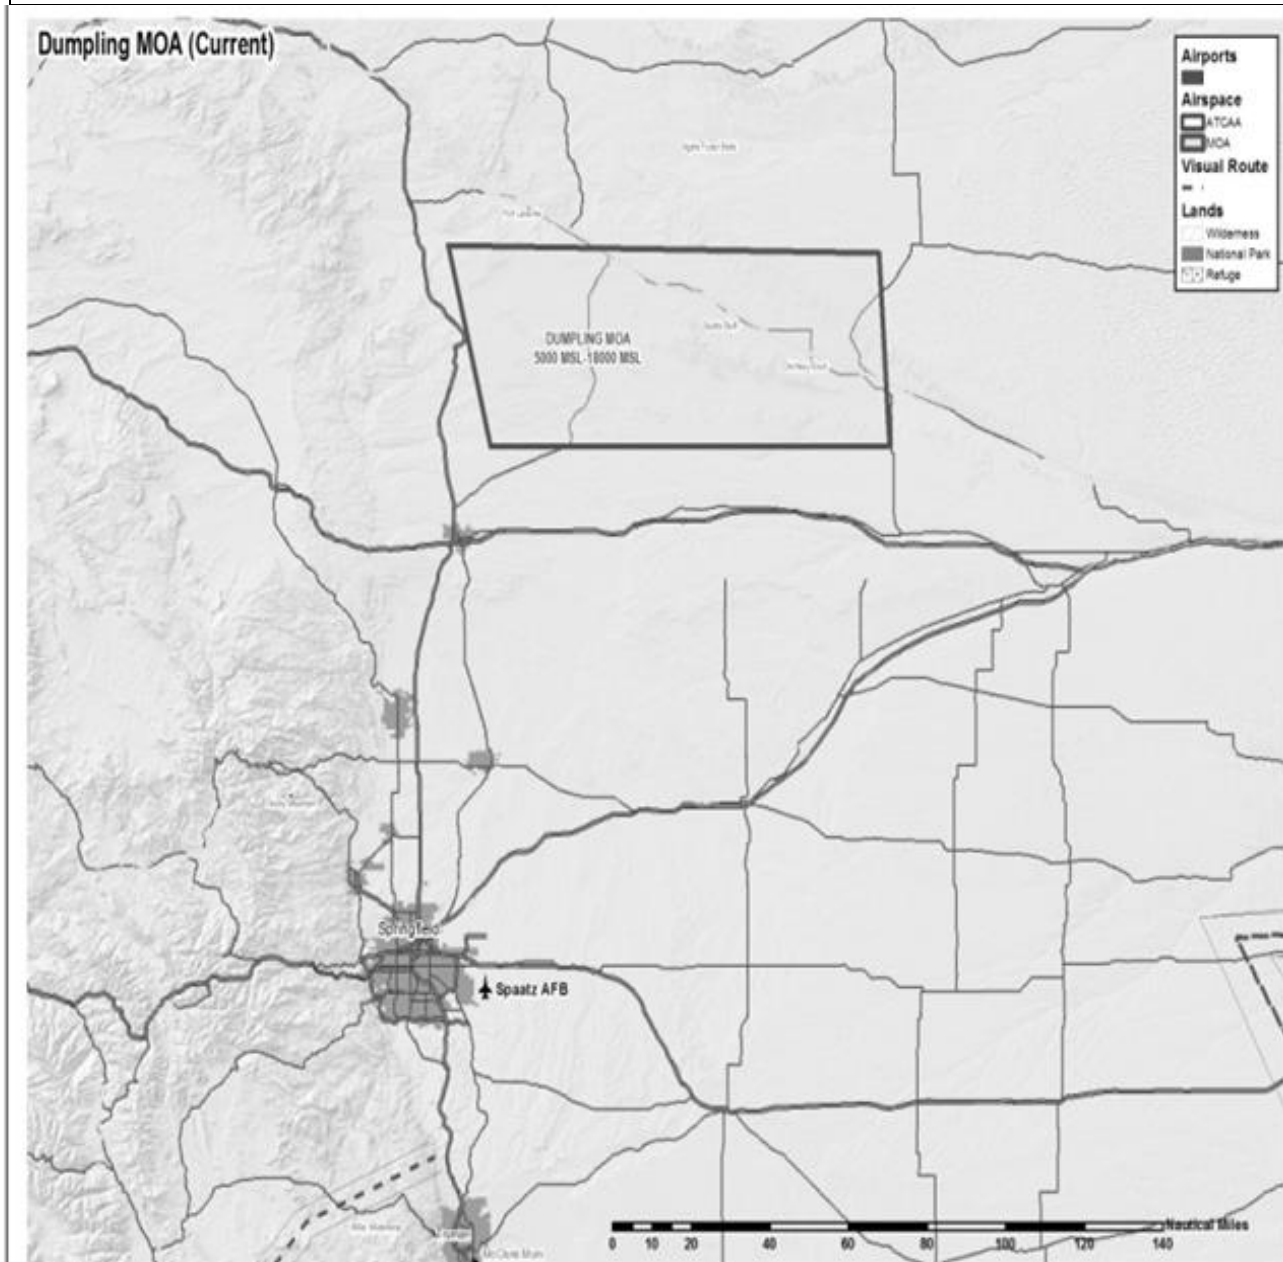 Dumpling MOA (Current)
Airports
Airspace
ATCAA
MOA
Visual Route
Lands
Wilderness
National Park
Refuge
DUMPLING MOA
5000 MSL-18000 MSL
Springfield
Spaatz AFB
Nautical Miles
0 10 20 40 60 80 100 120 140